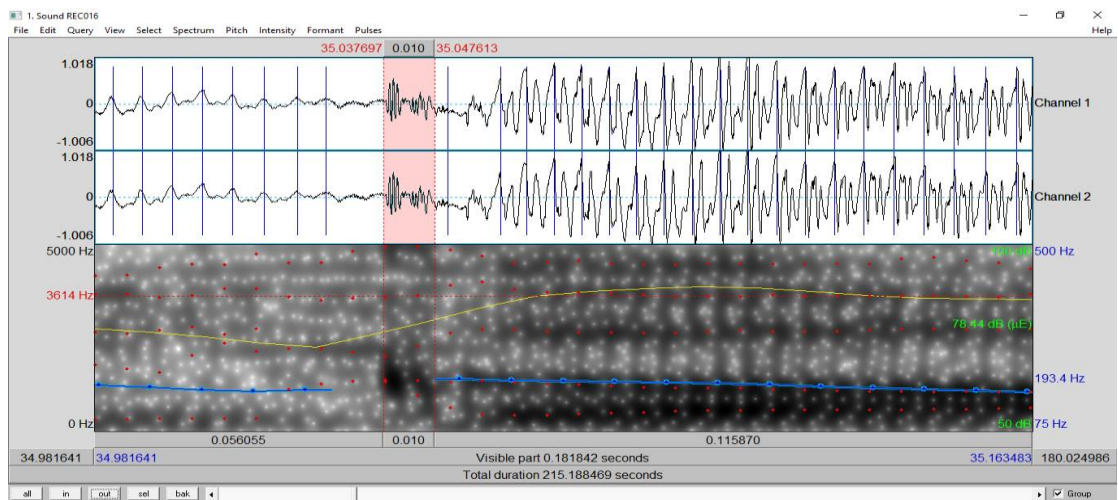 1. Sound REC016
File Edit Query View Select Spectrum Pitch Intensity Formant Pulses Help
35.037697 0.010 35.047613
1.018
0
-1.006
Channel 1
1.018
0
-1.006
Channel 2
5000 Hz 100 dB 500 Hz
3614 Hz
78.44 dB (µE)
193.4 Hz
0 Hz 50 dB 75 Hz
0.056055 0.010 0.115870
34.981641 34.981641 Visible part 0.181842 seconds 35.163483 180.024986
Total duration 215.188469 seconds
all in out sel bak Group